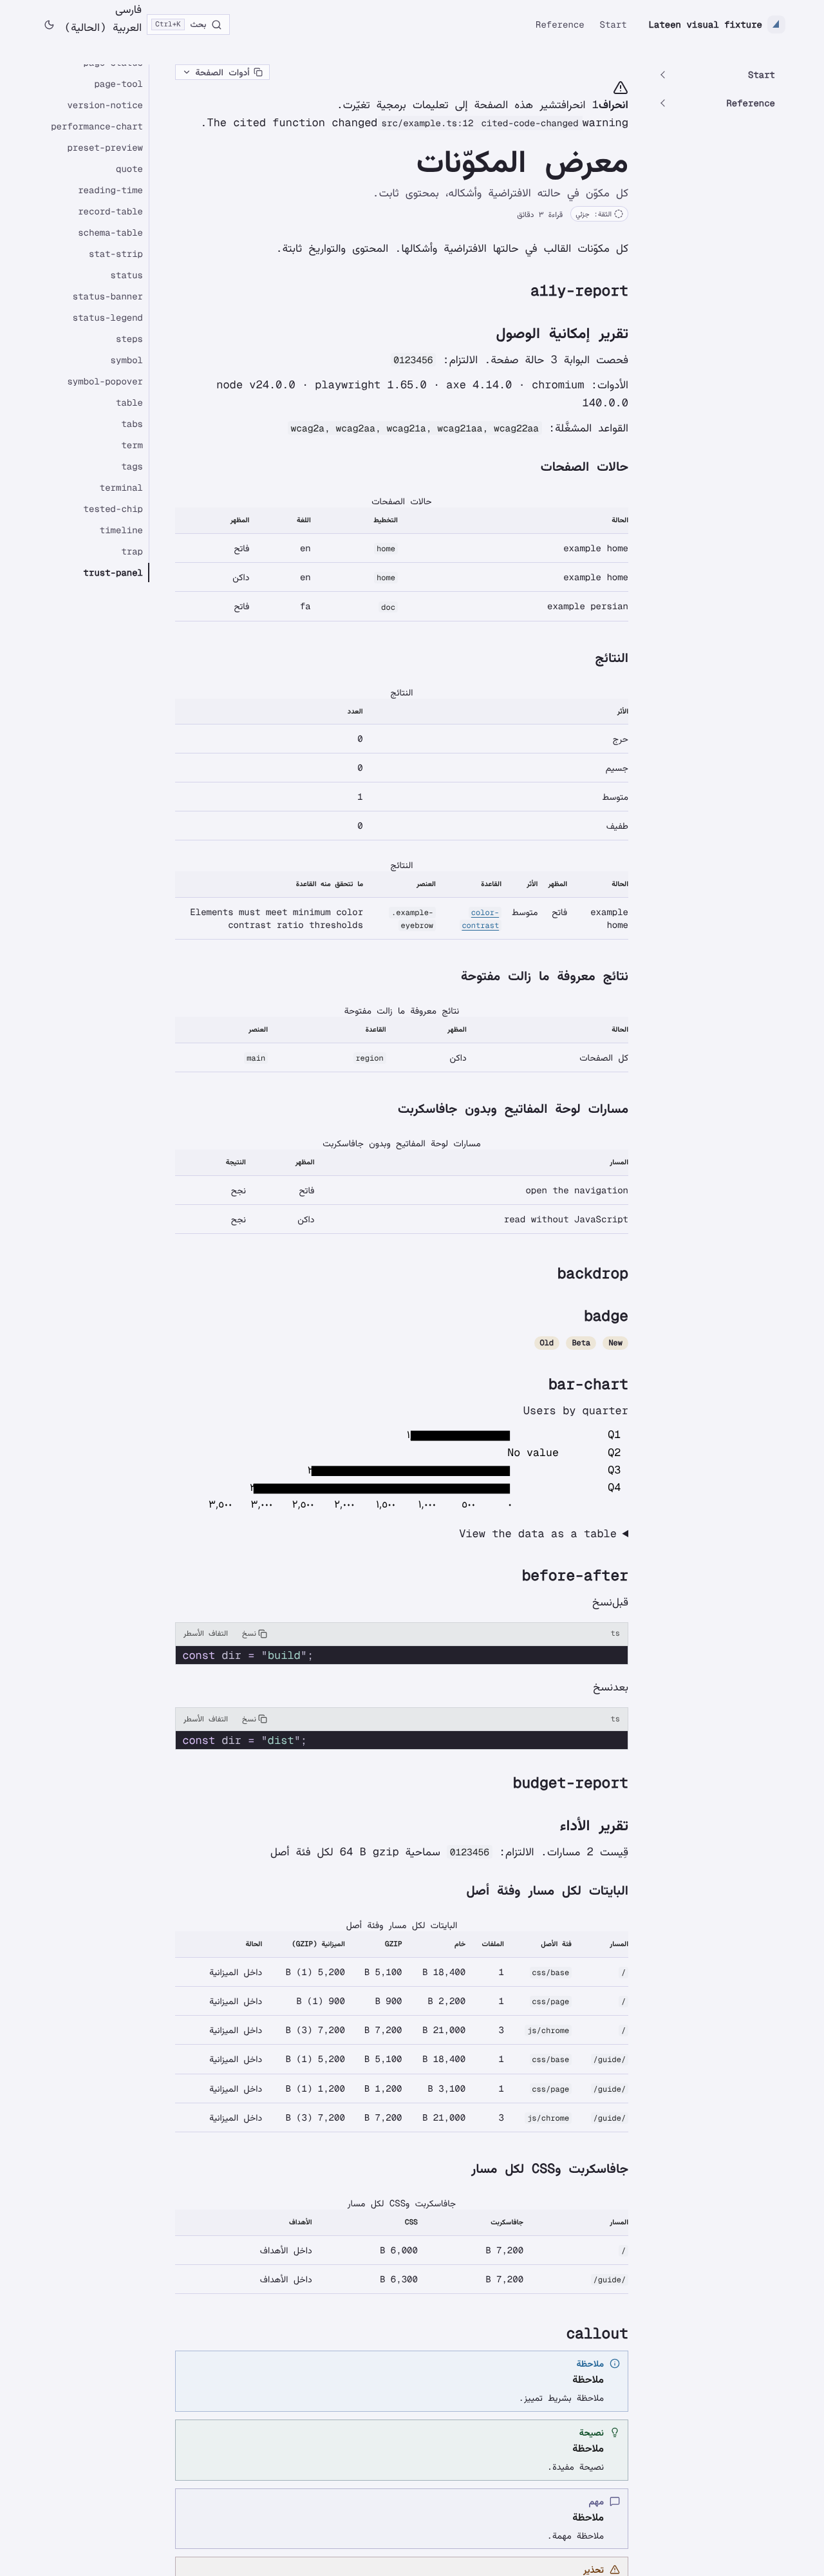 Lateen visual fixture
Start
Reference
بحث Ctrl+K
فارسی
العربية (الحالية)
Start
Reference
أدوات الصفحة
انحراف1 انحرافتشير هذه الصفحة إلى تعليمات برمجية تغيّرت.
warning cited-code-changed src/example.ts:12 The cited function changed.
معرض المكوّنات
كل مكوّن في حالته الافتراضية وأشكاله، بمحتوى ثابت.
الثقة: جزئي قراءة ٣ دقائق
كل مكوّنات القالب في حالتها الافتراضية وأشكالها. المحتوى والتواريخ ثابتة.
a11y-report
تقرير إمكانية الوصول
فحصت البوابة 3 حالة صفحة. الالتزام: 0123456
الأدوات: node v24.0.0 · playwright 1.65.0 · axe 4.14.0 · chromium
140.0.0
القواعد المشغَّلة: wcag2a, wcag2aa, wcag21a, wcag21aa, wcag22aa
حالات الصفحات
حالات الصفحات
الحالة التخطيط اللغة المظهر
example home home en فاتح
example home home en داكن
example persian doc fa فاتح
النتائج
النتائج
الأثر العدد
حرج 0
جسيم 0
متوسط 1
طفيف 0
النتائج
الحالة المظهر الأثر القاعدة العنصر ما تتحقق منه القاعدة
example home فاتح متوسط color-contrast .example-eyebrow Elements must meet minimum color contrast ratio thresholds
نتائج معروفة ما زالت مفتوحة
نتائج معروفة ما زالت مفتوحة
الحالة المظهر القاعدة العنصر
كل الصفحات داكن region main
مسارات لوحة المفاتيح وبدون جافاسكربت
مسارات لوحة المفاتيح وبدون جافاسكربت
المسار المظهر النتيجة
open the navigation فاتح نجح
read without JavaScript داكن نجح
backdrop
badge
New Beta Old
bar-chart
Users by quarter
Q1 ١
Q2 No value
Q3
Q4
٠ ٥٠٠ ١,٠٠٠ ١,٥٠٠ ٢,٠٠٠ ٢,٥٠٠ ٣,٠٠٠ ٣,٥٠٠
View the data as a table
before-after
قبلنسخ
ts نسخ التفاف الأسطر
const dir = "build";
بعدنسخ
ts نسخ التفاف الأسطر
const dir = "dist";
budget-report
تقرير الأداء
قِيست 2 مسارات. الالتزام: 0123456 سماحية 64 B gzip لكل فئة أصل
البايتات لكل مسار وفئة أصل
البايتات لكل مسار وفئة أصل
المسار فئة الأصل الملفات خام GZIP الميزانية (GZIP) الحالة
/ css/base 1 18,400 B 5,100 B 5,200 B (1) داخل الميزانية
/ css/page 1 2,200 B 900 B 900 B (1) داخل الميزانية
/ js/chrome 3 21,000 B 7,200 B 7,200 B (3) داخل الميزانية
/guide/ css/base 1 18,400 B 5,100 B 5,200 B (1) داخل الميزانية
/guide/ css/page 1 3,100 B 1,200 B 1,200 B (1) داخل الميزانية
/guide/ js/chrome 3 21,000 B 7,200 B 7,200 B (3) داخل الميزانية
جافاسكربت وCSS لكل مسار
جافاسكربت وCSS لكل مسار
المسار جافاسكربت CSS الأهداف
/ 7,200 B 6,000 B داخل الأهداف
/guide/ 7,200 B 6,300 B داخل الأهداف
callout
ملاحظة
ملاحظة
ملاحظة بشريط تمييز.
نصيحة
ملاحظة
نصيحة مفيدة.
مهم
ملاحظة
ملاحظة مهمة.
تحذير
page-tool
version-notice
performance-chart
preset-preview
quote
reading-time
record-table
schema-table
stat-strip
status
status-banner
status-legend
steps
symbol
symbol-popover
table
tabs
term
tags
terminal
tested-chip
timeline
trap
trust-panel